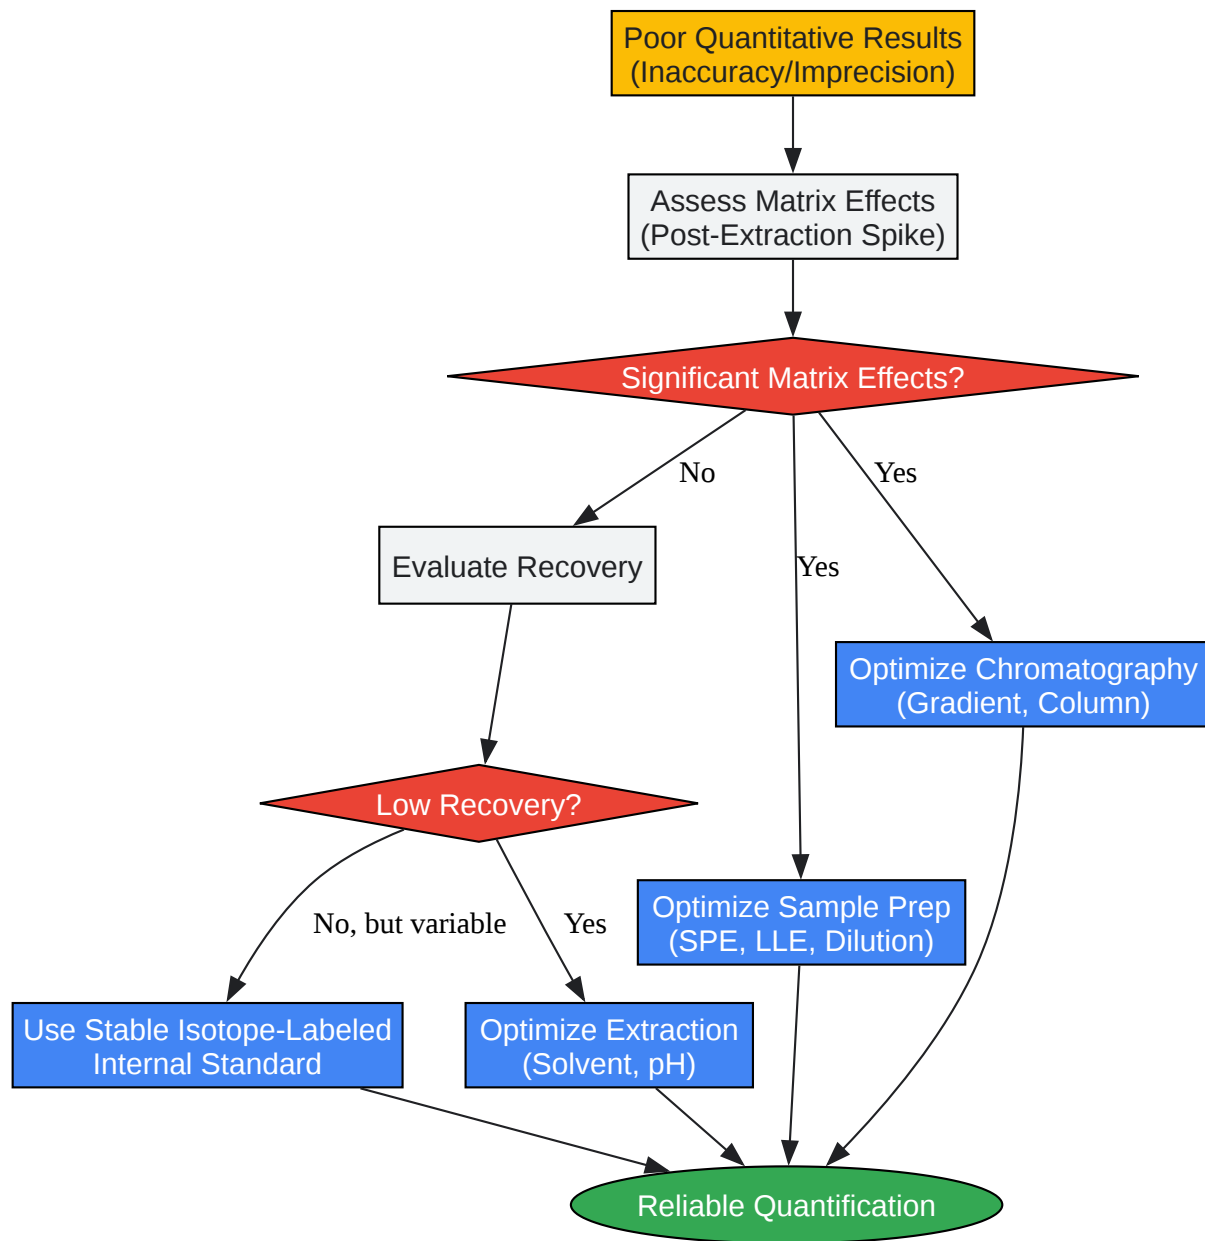 Poor Quantitative Results
(Inaccuracy/Imprecision)
Assess Matrix Effects
(Post-Extraction Spike)
Significant Matrix Effects?
No
Yes
Yes
Evaluate Recovery
Optimize Chromatography
(Gradient, Column)
Low Recovery?
No, but variable
Yes
Optimize Sample Prep
(SPE, LLE, Dilution)
Use Stable Isotope-Labeled
Internal Standard
Optimize Extraction
(Solvent, pH)
Reliable Quantification